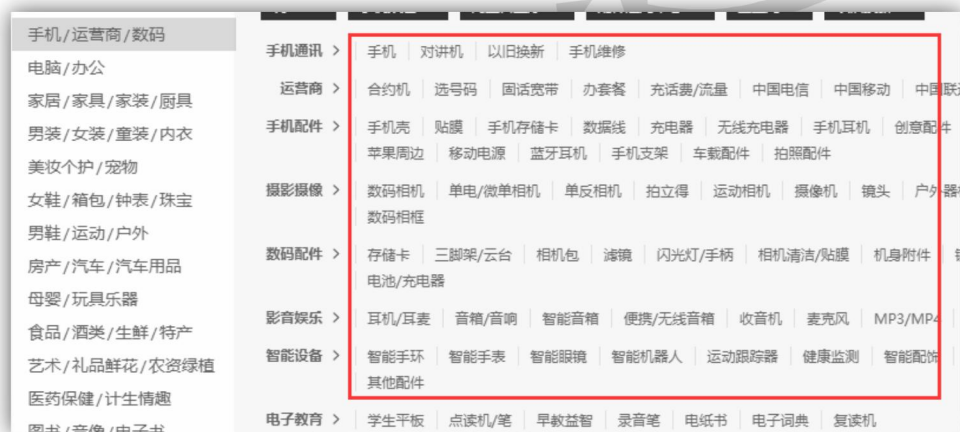 手机/运营商/数码
电脑/办公
家居/家具/家装/厨具
男装/女装/童装/内衣
美妆个护/宠物
女鞋/箱包/钟表/珠宝
男鞋/运动/户外
房产/汽车/汽车用品
母婴/玩具乐器
食品/酒类/生鲜/特产
艺术/礼品鲜花/农资绿植
医药保健/计生情趣
图书/音像/电子书
手机通讯 > 手机 对讲机 以旧换新 手机维修
运营商 > 合约机 选号码 固话宽带 办套餐 充话费/流量 中国电信 中国移动 中国联通
手机配件 > 手机壳 贴膜 手机存储卡 数据线 充电器 无线充电器 手机耳机 创意配件
苹果周边 移动电源 蓝牙耳机 手机支架 车载配件 拍照配件
摄影摄像 > 数码相机 单电/微单相机 单反相机 拍立得 运动相机 摄像机 镜头 户外器
数码相框
数码配件 > 存储卡 三脚架/云台 相机包 滤镜 闪光灯/手柄 相机清洁/贴膜 机身附件
电池/充电器
影音娱乐 > 耳机/耳麦 音箱/音响 智能音箱 便携/无线音箱 收音机 麦克风 MP3/MP4
智能设备 > 智能手环 智能手表 智能眼镜 智能机器人 运动跟踪器 健康监测 智能配饰
其他配件
电子教育 > 学生平板 点读机/笔 早教益智 录音笔 电纸书 电子词典 复读机